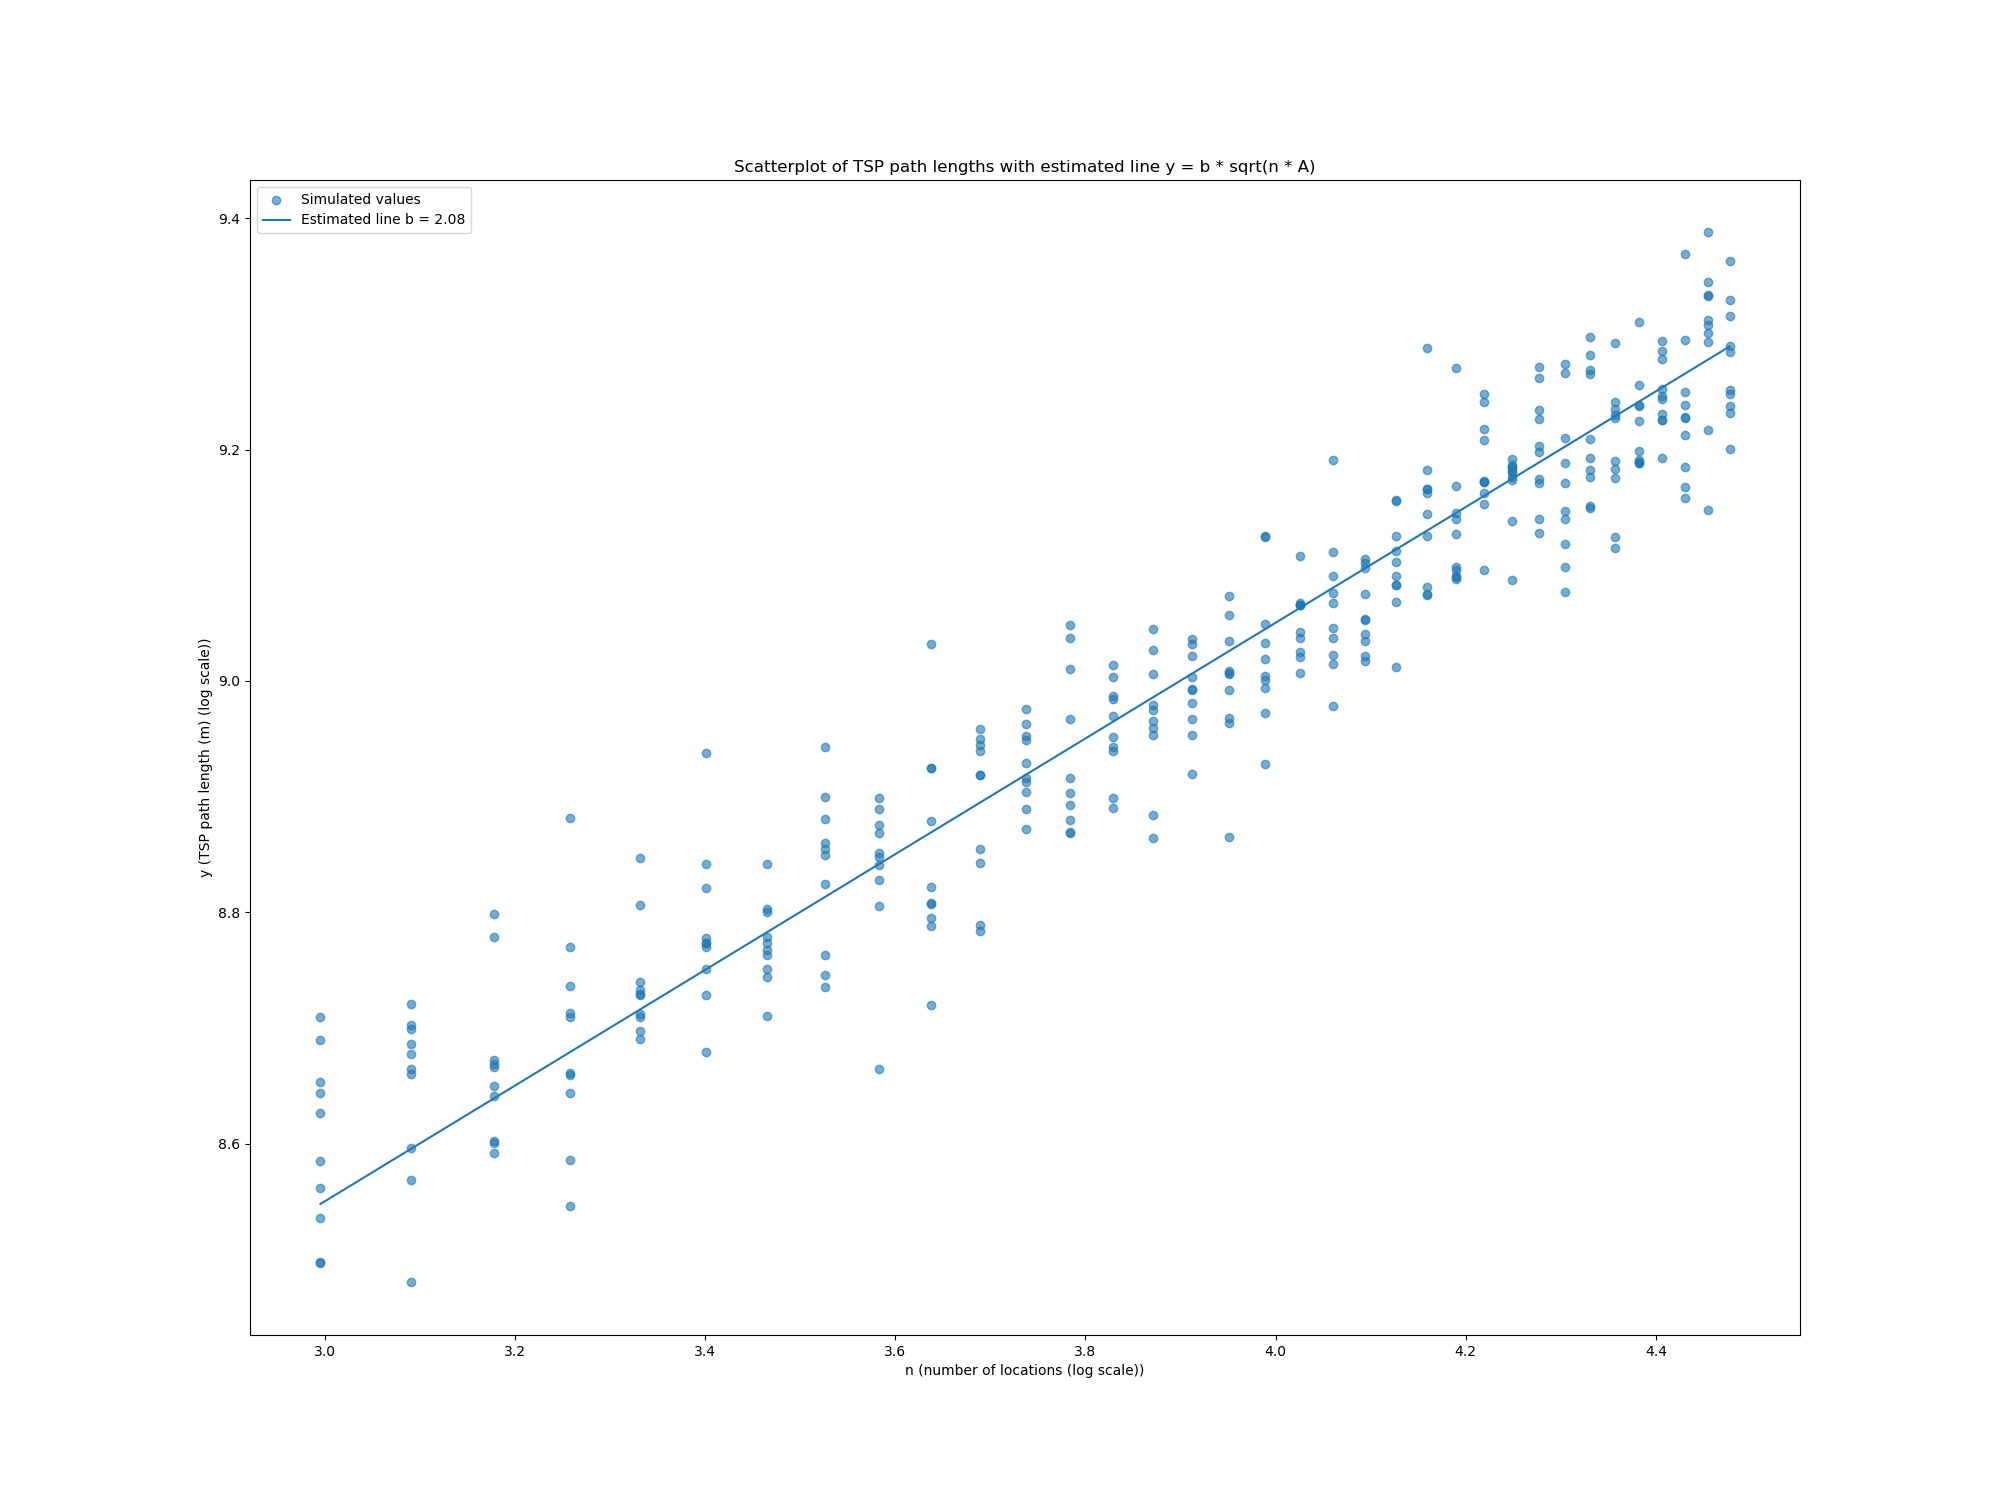 Scatterplot of TSP path lengths with estimated line y = b * sqrt(n * A)
Simulated values
Estimated line b = 2.08
9.4
9.2
9.0
8.8
8.6
y (TSP path length (m) (log scale))
3.0 3.2 3.4 3.6 3.8 4.0 4.2 4.4
n (number of locations (log scale))